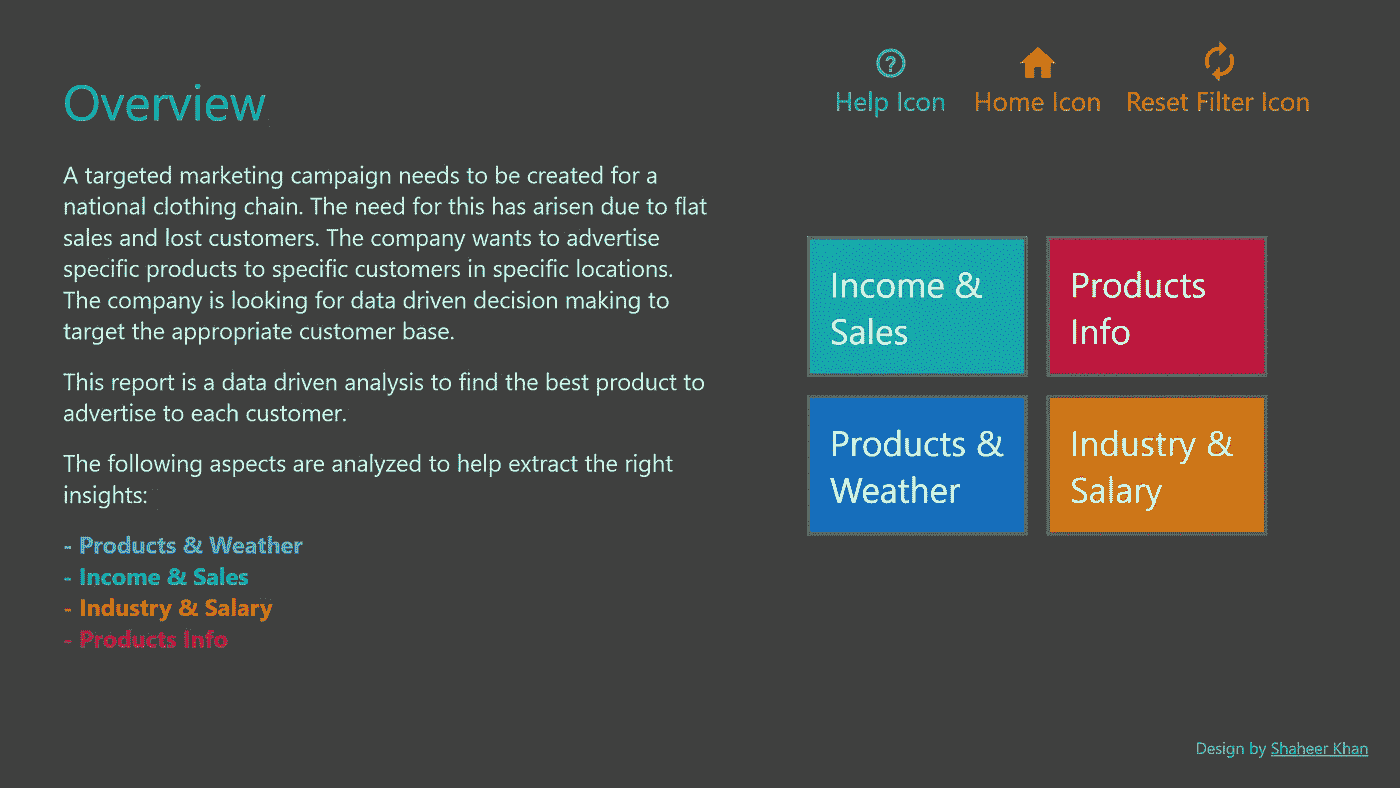 Overview
A targeted marketing campaign needs to be created for a
national clothing chain. The need for this has arisen due to flat
sales and lost customers. The company wants to advertise
specific products to specific customers in specific locations.
The company is looking for data driven decision making to
target the appropriate customer base.
This report is a data driven analysis to find the best product to
advertise to each customer.
The following aspects are analyzed to help extract the right
insights:
- Products & Weather
- Income & Sales
- Industry & Salary
- Products Info
Help Icon
Home Icon
Reset Filter Icon
Income &
Sales
Products
Info
Products &
Weather
Industry &
Salary
Design by Shaheer Khan